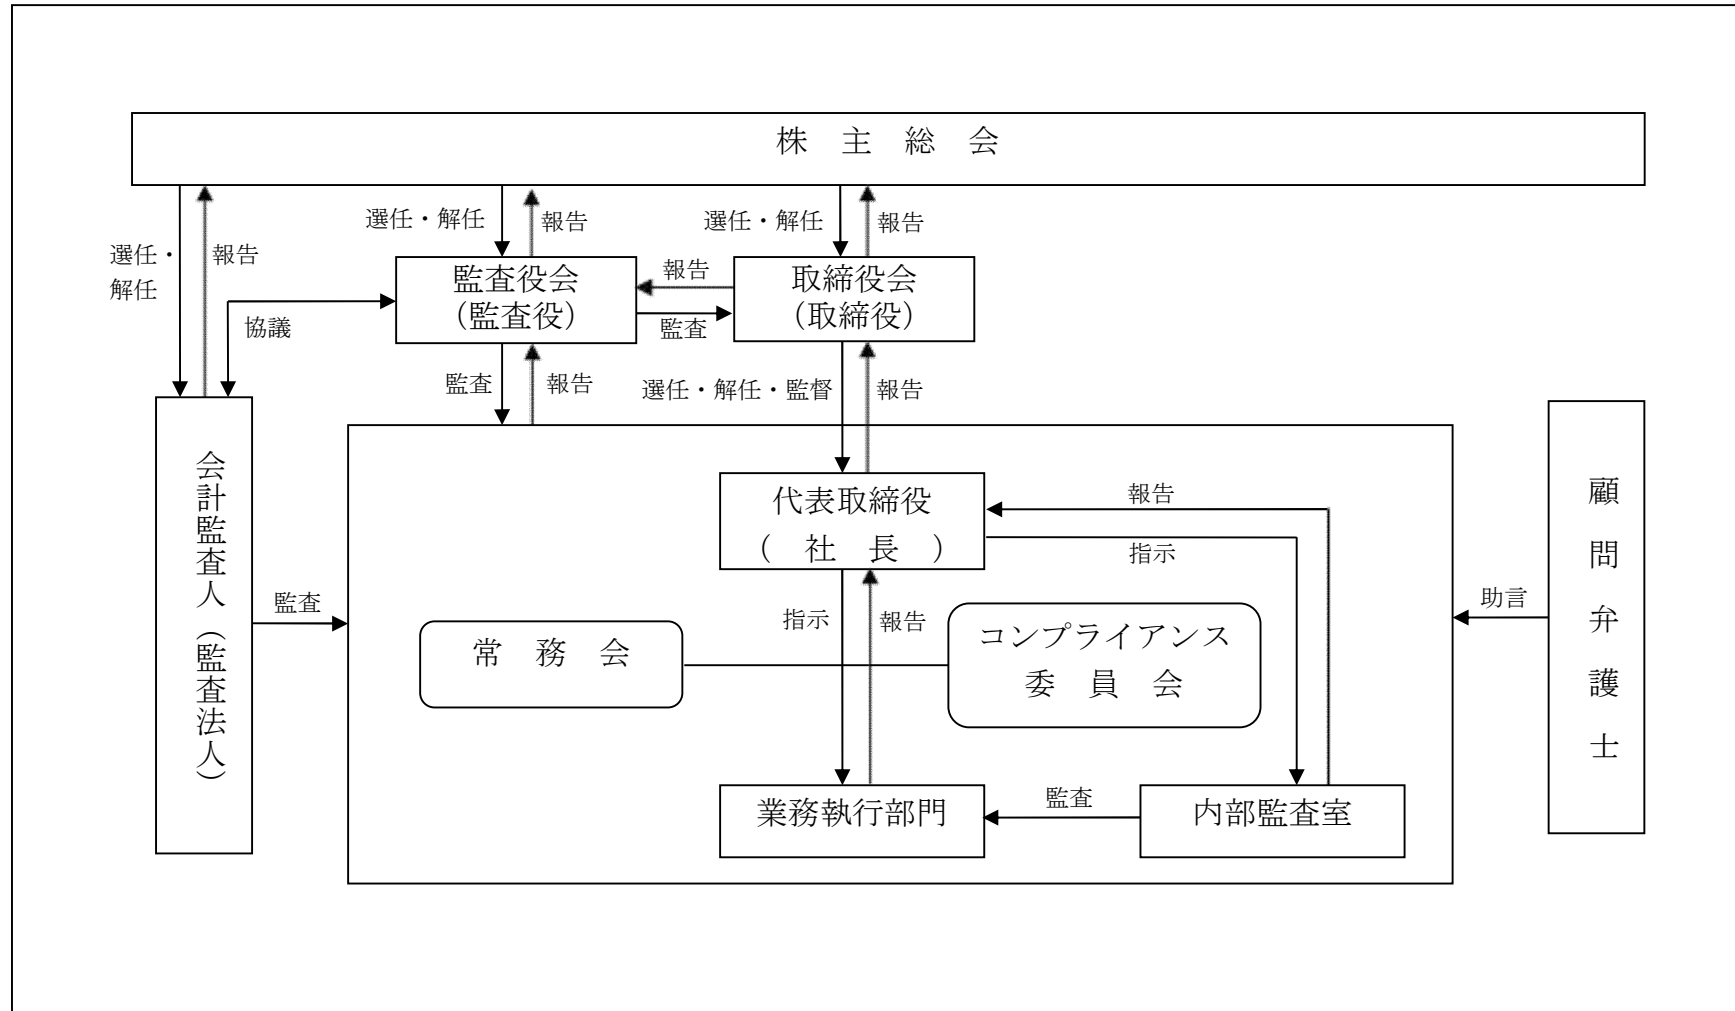 株　主　総　会
選任・解任
報告
選任・解任
報告
選任・
解任
報告
監査役会
（監査役）
報告
監査
取締役会
（取締役）
協議
監査
報告
選任・解任・監督
報告
会計監査人（監査法人）
監査
代表取締役
（　社　長　）
報告
指示
指示
報告
常　務　会
コンプライアンス
委　員　会
業務執行部門
監査
内部監査室
助言
顧問弁護士